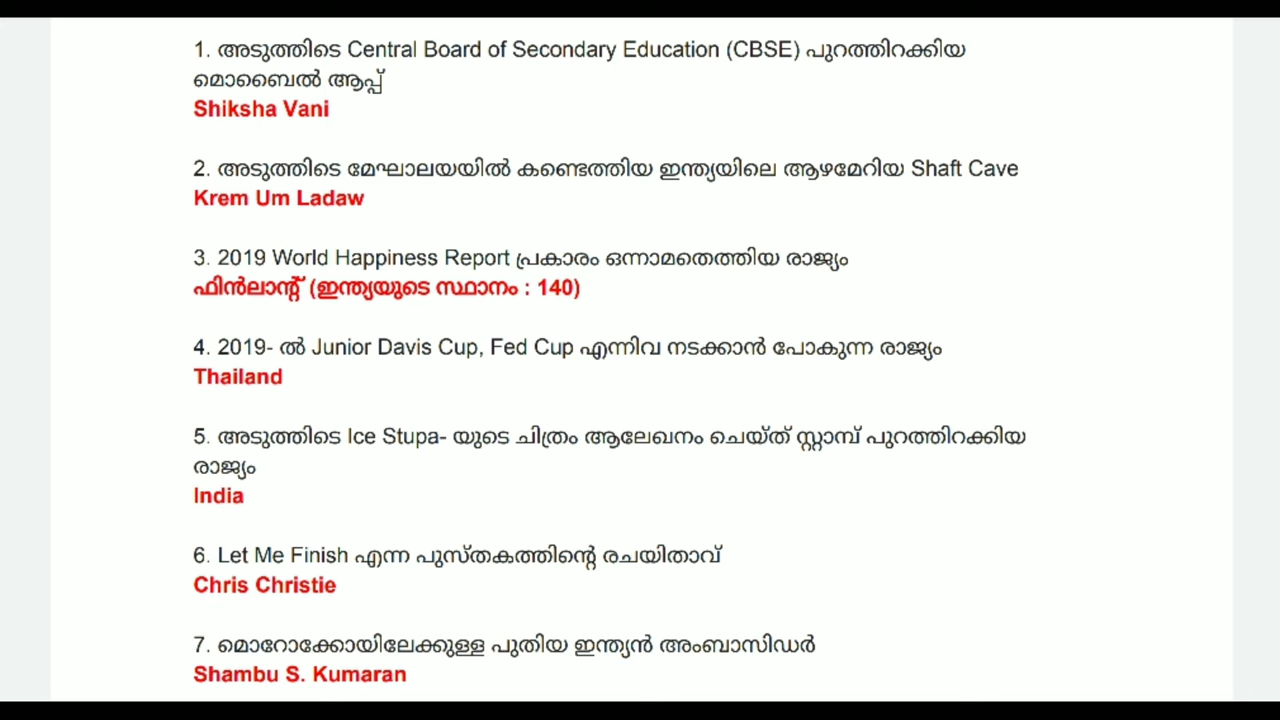 1. അടുത്തിടെ Central Board of Secondary Education (CBSE) പുറത്തിറക്കിയ
മൊബൈൽ ആപ്പ്
Shiksha Vani
2. അടുത്തിടെ മേഘാലയയിൽ കണ്ടെത്തിയ ഇന്ത്യയിലെ ആഴമേറിയ Shaft Cave
Krem Um Ladaw
3. 2019 World Happiness Report പ്രകാരം ഒന്നാമതെത്തിയ രാജ്യം
ഫിൻലാന്റ് (ഇന്ത്യയുടെ സ്ഥാനം : 140)
4. 2019- ൽ Junior Davis Cup, Fed Cup എന്നിവ നടക്കാൻ പോകുന്ന രാജ്യം
Thailand
5. അടുത്തിടെ Ice Stupa- യുടെ ചിത്രം ആലേഖനം ചെയ്ത് സ്റ്റാമ്പ് പുറത്തിറക്കിയ
രാജ്യം
India
6. Let Me Finish എന്ന പുസ്തകത്തിന്റെ രചയിതാവ്
Chris Christie
7. മൊറോക്കോയിലേക്കുള്ള പുതിയ ഇന്ത്യൻ അംബാസിഡർ
Shambu S. Kumaran